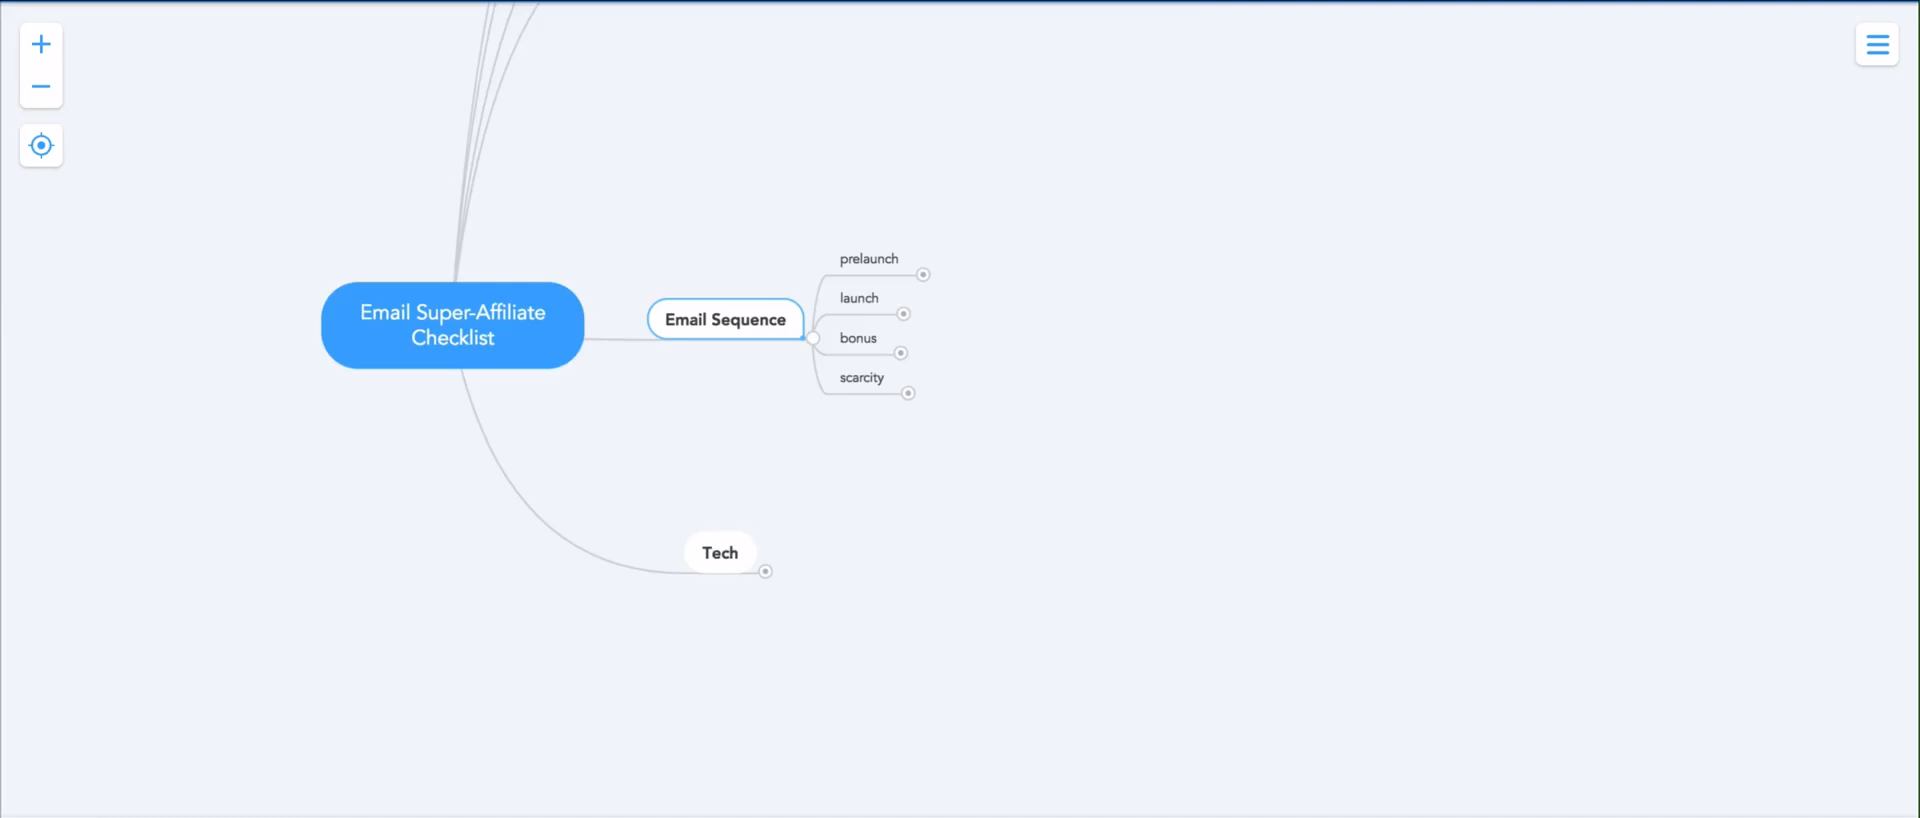 Email Super-Affiliate
Checklist
Email Sequence
prelaunch
launch
bonus
scarcity
Tech